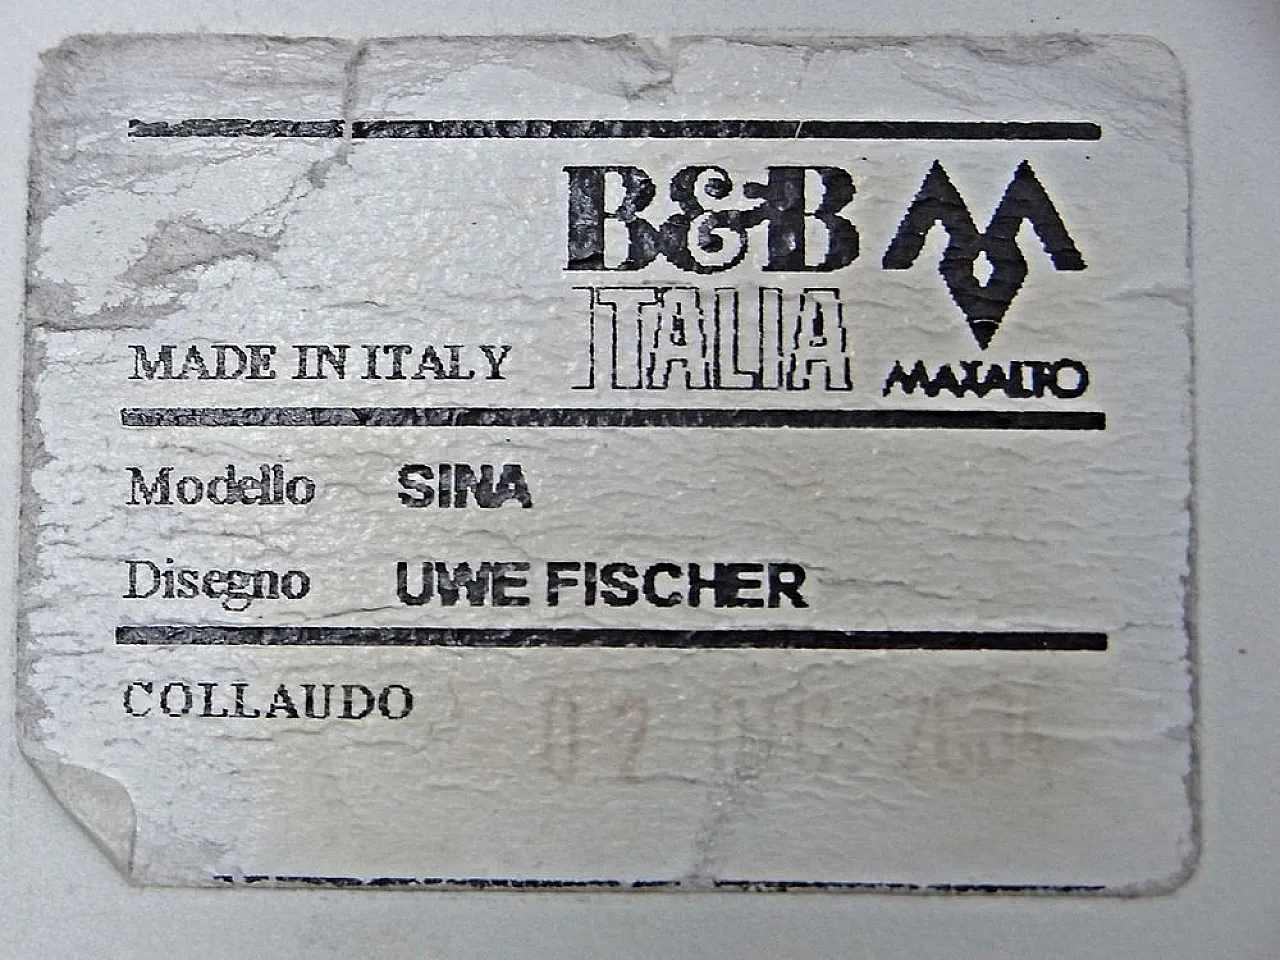 B&B
ITALIA
MAXALTO
MADE IN ITALY
Modello SINA
Disegno UWE FISCHER
COLLAUDO